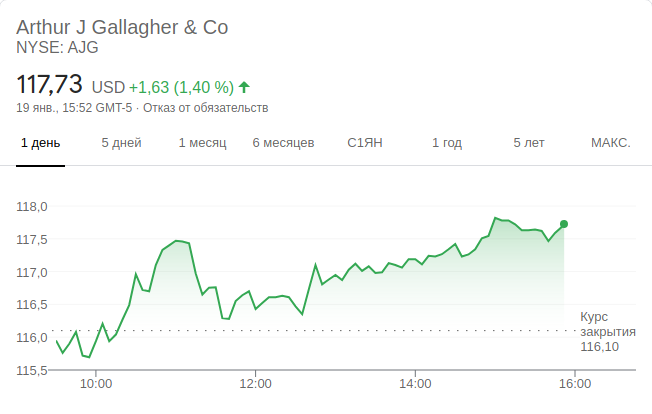 Arthur J Gallagher & Co
NYSE: AJG
117,73 USD +1,63 (1,40 %)
19 янв., 15:52 GMT-5 · Отказ от обязательств
1 день 5 дней 1 месяц 6 месяцев С1ЯН 1 год 5 лет МАКС.
118,0
117,5
117,0
116,5
116,0
115,5
Курс
закрытия
116,10
10:00 12:00 14:00 16:00